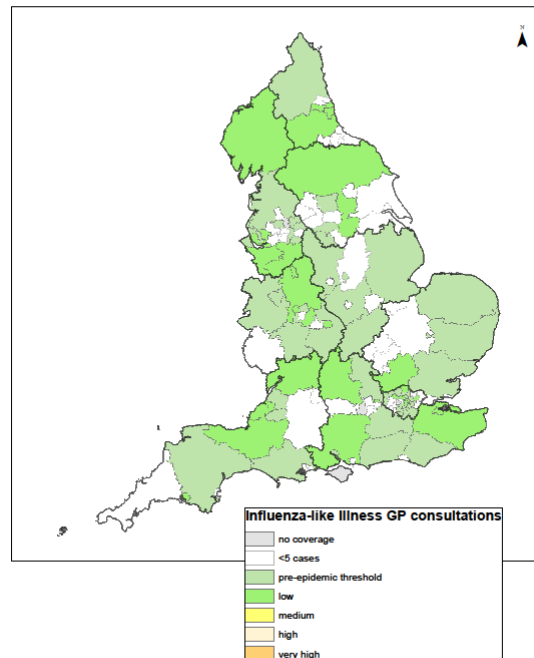 N
Influenza-like Illness GP consultations
no coverage
<5 cases
pre-epidemic threshold
low
medium
high
very high